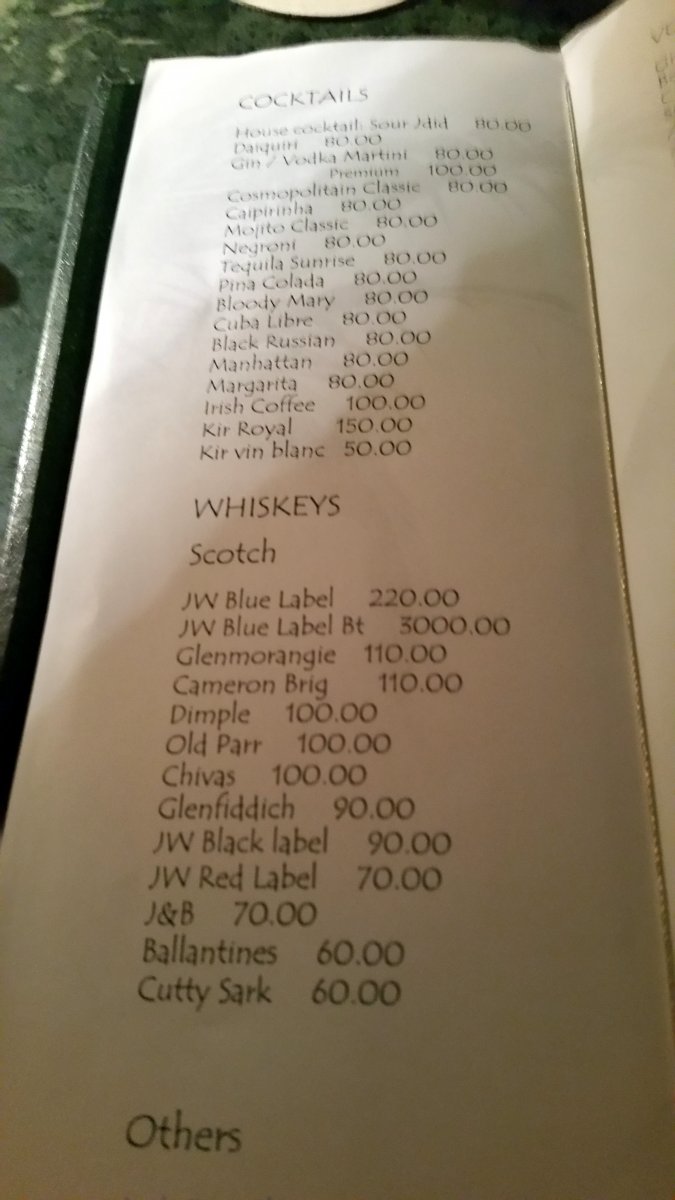 COCKTAILS
House cocktail: Sour Jdid 80.00
Daiquiri 80.00
Gin / Vodka Martini 80.00
Premium 100.00
Cosmopolitain Classic 80.00
Caipirinha 80.00
Mojito Classic 80.00
Negroni 80.00
Tequila Sunrise 80.00
Pina Colada 80.00
Bloody Mary 80.00
Cuba Libre 80.00
Black Russian 80.00
Manhattan 80.00
Margarita 80.00
Irish Coffee 100.00
Kir Royal 150.00
Kir vin blanc 50.00
WHISKEYS
Scotch
JW Blue Label 220.00
JW Blue Label Bt 3000.00
Glenmorangie 110.00
Cameron Brig 110.00
Dimple 100.00
Old Parr 100.00
Chivas 100.00
Glenfiddich 90.00
JW Black label 90.00
JW Red Label 70.00
J&B 70.00
Ballantines 60.00
Cutty Sark 60.00
Others